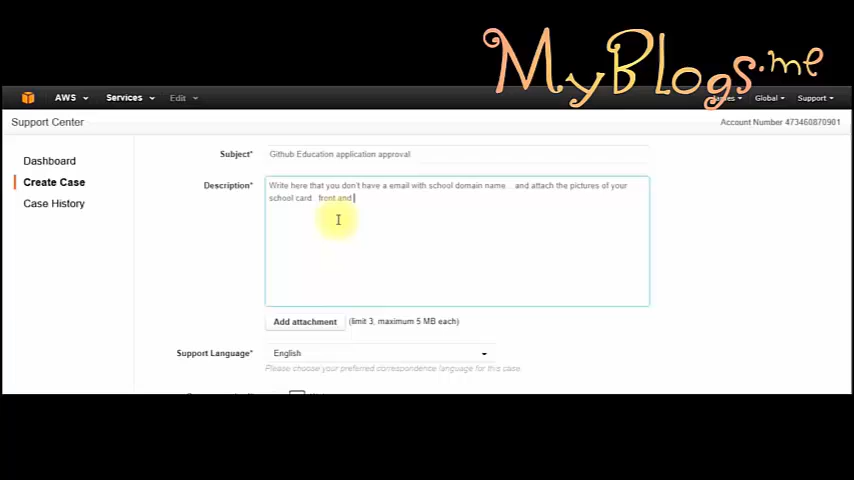 MyBlogs.me
AWS Services Edit Global Support
Support Center Account Number 473460870901
Dashboard
Create Case
Case History
Subject* Github Education application approval
Description* Write here that you don't have a email with school domain name... and attach the pictures of your
school card.. front and
Add attachment (limit 3, maximum 5 MB each)
Support Language* English
Please choose your preferred correspondence language for this case.